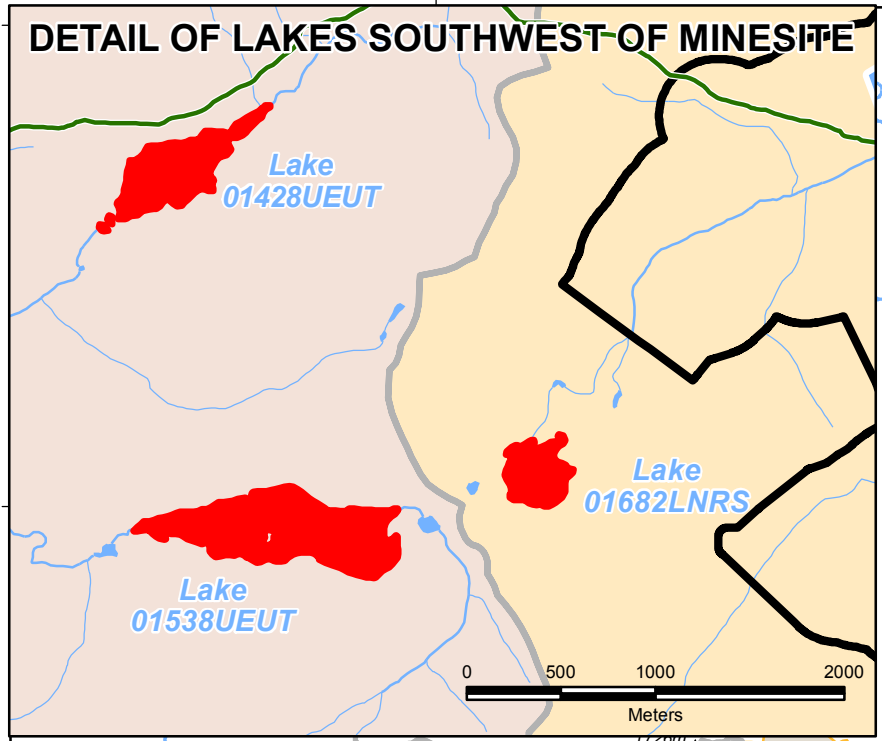 DETAIL OF LAKES SOUTHWEST OF MINESITE
Lake
01428UEUT
Lake
01682LNRS
Lake
01538UEUT
0 500 1000 2000
Meters